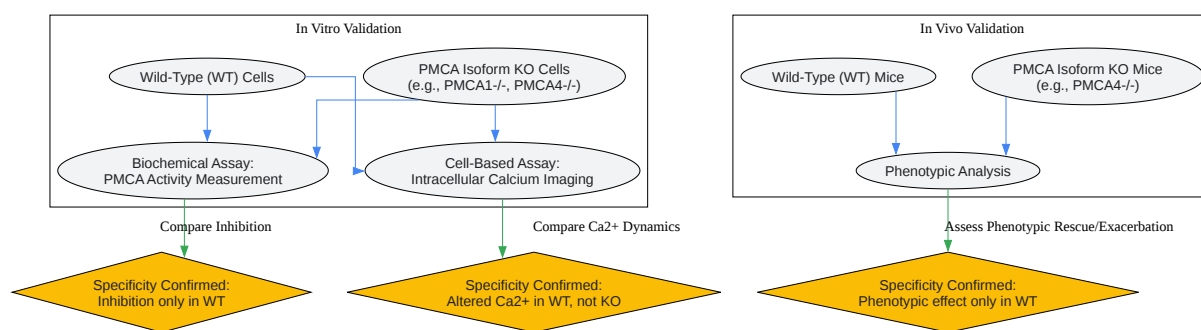 In Vitro Validation
Wild-Type (WT) Cells
PMCA Isoform KO Cells
(e.g., PMCA1-/-, PMCA4-/-)
Biochemical Assay:
PMCA Activity Measurement
Cell-Based Assay:
Intracellular Calcium Imaging
Compare Inhibition
Compare Ca2+ Dynamics
Specificity Confirmed:
Inhibition only in WT
Specificity Confirmed:
Altered Ca2+ in WT, not KO
In Vivo Validation
Wild-Type (WT) Mice
PMCA Isoform KO Mice
(e.g., PMCA4-/-)
Phenotypic Analysis
Assess Phenotypic Rescue/Exacerbation
Specificity Confirmed:
Phenotypic effect only in WT